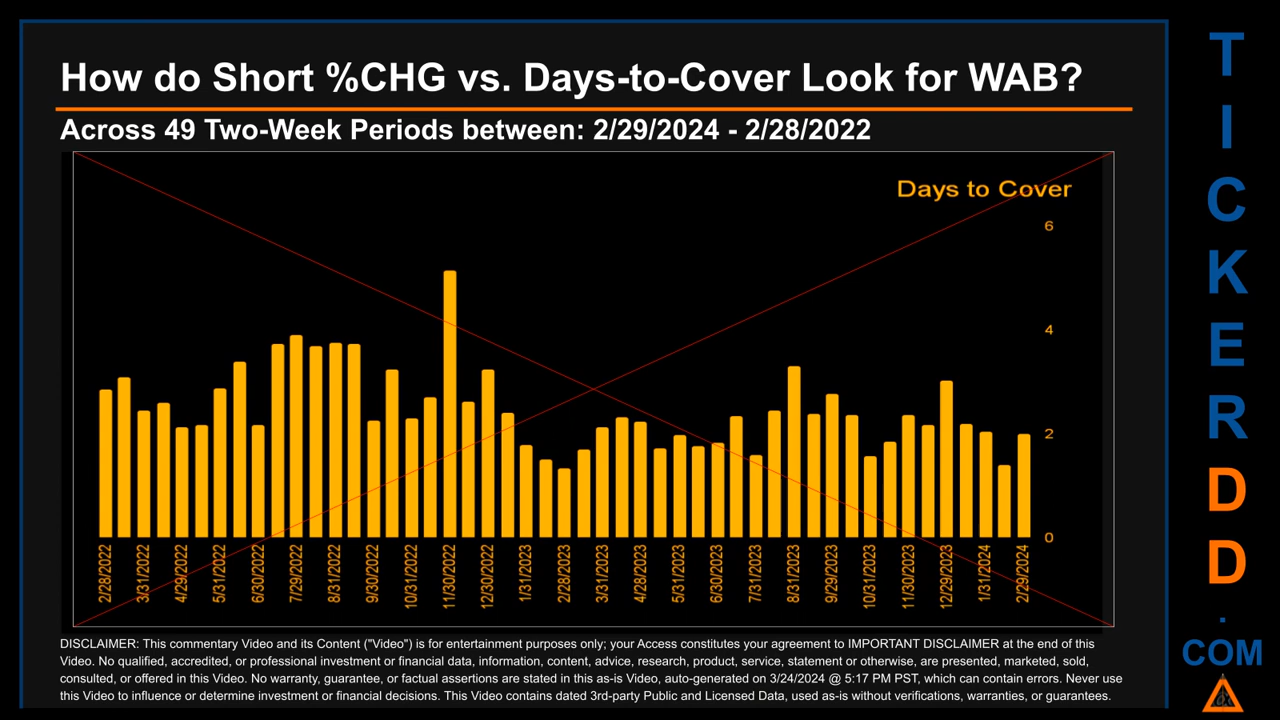 How do Short %CHG vs. Days-to-Cover Look for WAB?
Across 49 Two-Week Periods between: 2/29/2024 - 2/28/2022
Days to Cover
6
4
2
0
2/28/2022
3/31/2022
4/29/2022
5/31/2022
6/30/2022
7/29/2022
8/31/2022
9/30/2022
10/31/2022
11/30/2022
12/30/2022
1/31/2023
2/28/2023
3/31/2023
4/28/2023
5/31/2023
6/30/2023
7/31/2023
8/31/2023
9/29/2023
10/31/2023
11/30/2023
12/29/2023
1/31/2024
2/29/2024
DISCLAIMER: This commentary Video and its Content ("Video") is for entertainment purposes only; your Access constitutes your agreement to IMPORTANT DISCLAIMER at the end of this
Video. No qualified, accredited, or professional investment or financial data, information, content, advice, research, product, service, statement or otherwise, are presented, marketed, sold,
consulted, or offered in this Video. No warranty, guarantee, or factual assertions are stated in this as-is Video, auto-generated on 3/24/2024 @ 5:17 PM PST, which can contain errors. Never use
this Video to influence or determine investment or financial decisions. This Video contains dated 3rd-party Public and Licensed Data, used as-is without verifications, warranties, or guarantees.
T
I
C
K
E
R
D
D
.
COM